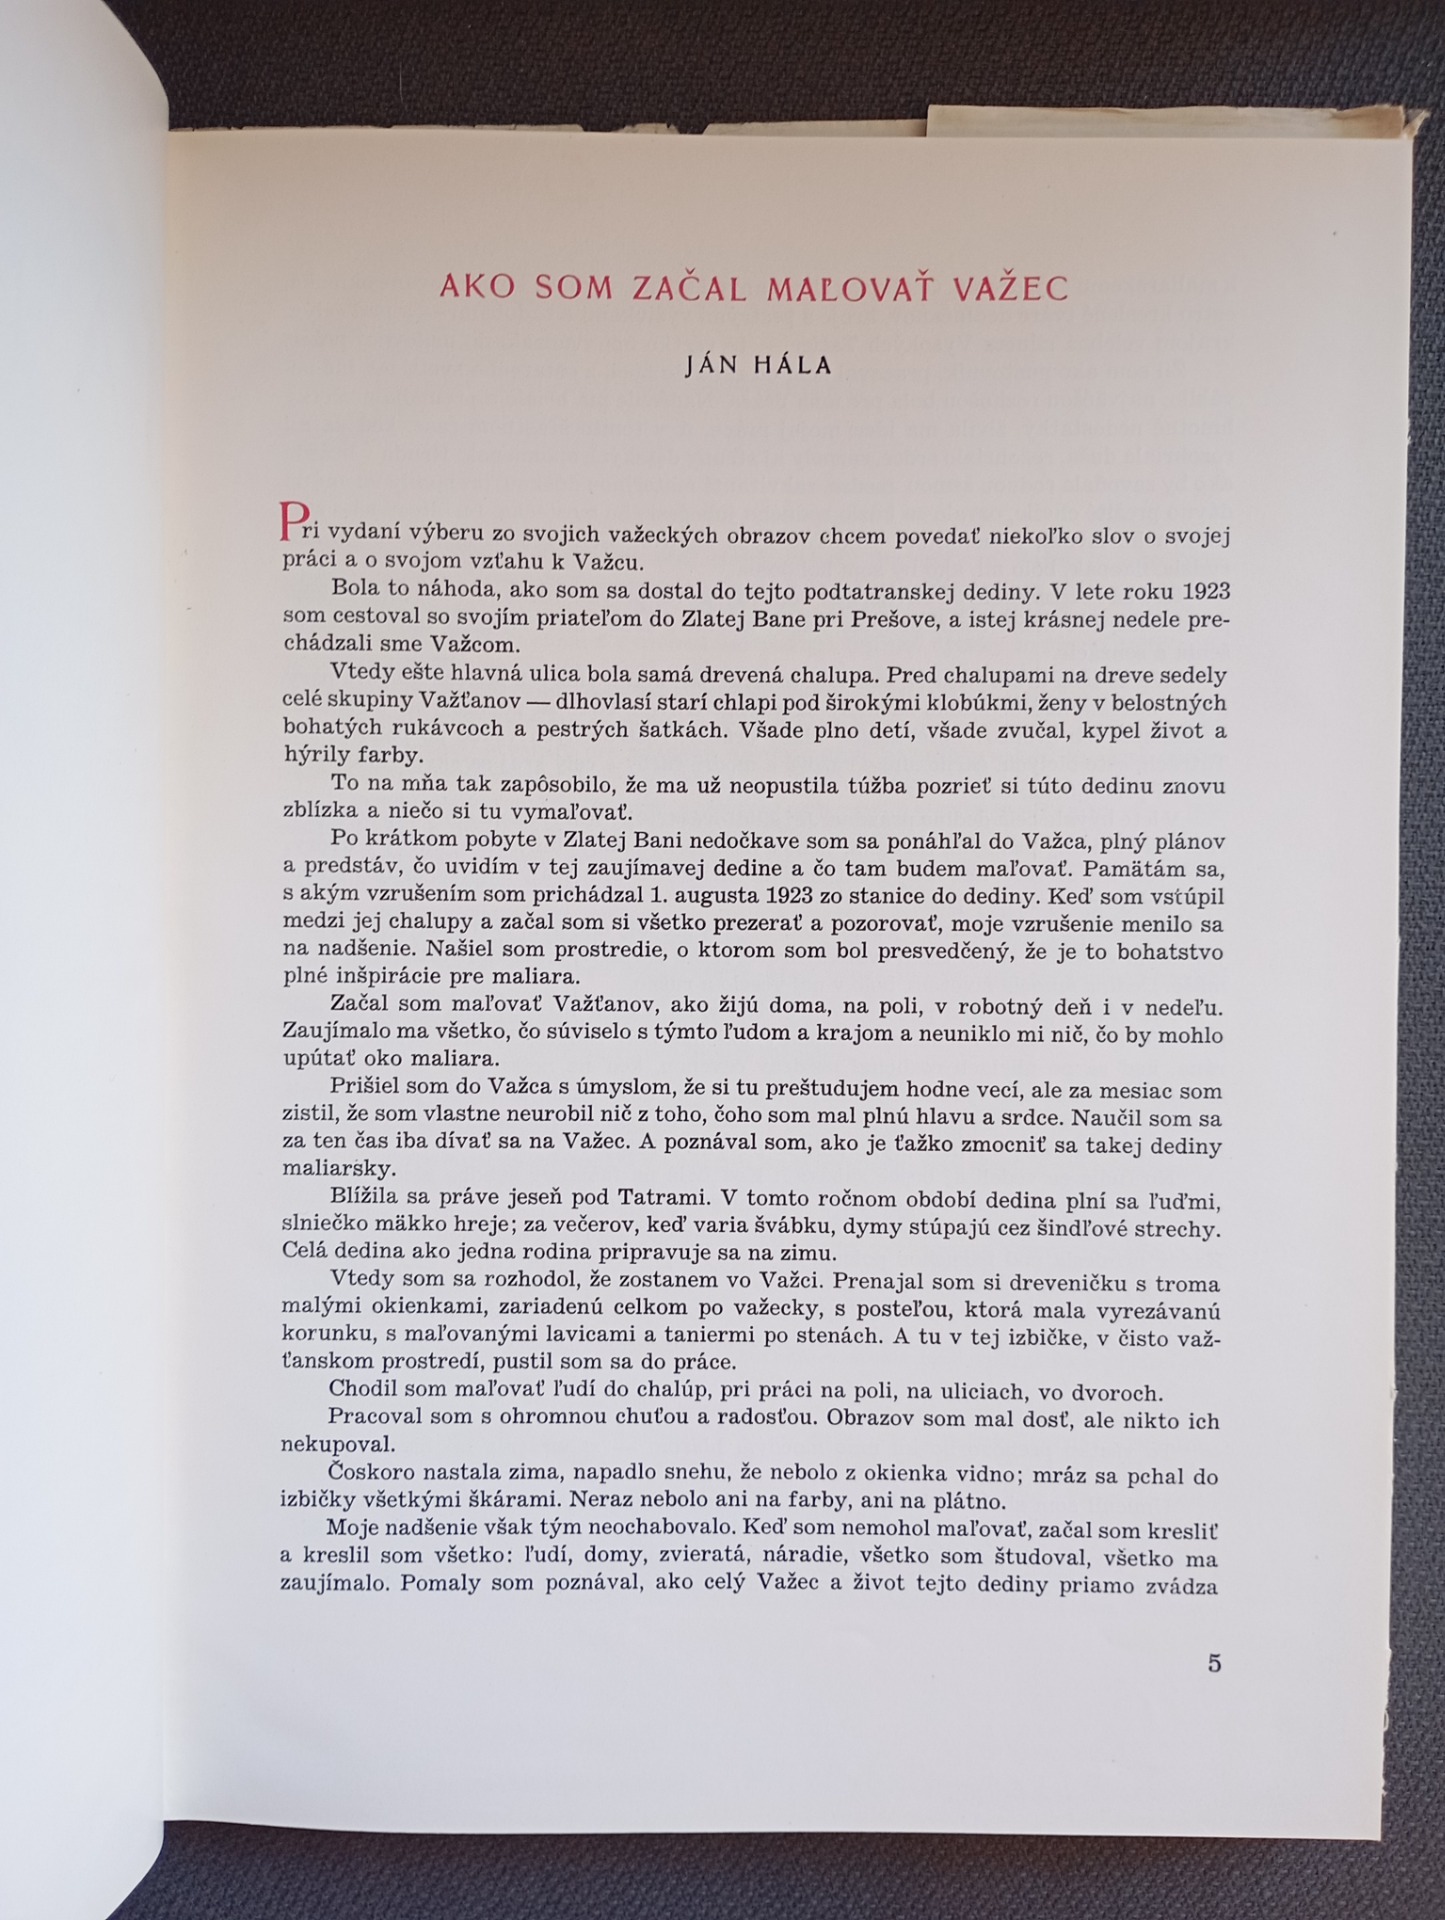 AKO SOM ZAČAL MAĽOVAŤ VAŽEC
JÁN HÁLA
Pri vydaní výberu zo svojich važeckých obrazov chcem povedať niekoľko slov o svojej
práci a o svojom vzťahu k Važcu.
Bola to náhoda, ako som sa dostal do tejto podtatranskej dediny. V lete roku 1923
som cestoval so svojím priateľom do Zlatej Bane pri Prešove, a istej krásnej nedele pre-
chádzali sme Važcom.
Vtedy ešte hlavná ulica bola samá drevená chalupa. Pred chalupami na dreve sedely
celé skupiny Važťanov — dlhovlasí starí chlapi pod širokými klobúkmi, ženy v belostných
bohatých rukávcoch a pestrých šatkách. Všade plno detí, všade zvučal, kypel život a
hýrily farby.
To na mňa tak zapôsobilo, že ma už neopustila túžba pozrieť si túto dedinu znovu
zblízka a niečo si tu vymaľovať.
Po krátkom pobyte v Zlatej Bani nedočkave som sa ponáhľal do Važca, plný plánov
a predstáv, čo uvidím v tej zaujímavej dedine a čo tam budem maľovať. Pamätám sa,
s akým vzrušením som prichádzal 1. augusta 1923 zo stanice do dediny. Keď som vstúpil
medzi jej chalupy a začal som si všetko prezerať a pozorovať, moje vzrušenie menilo sa
na nadšenie. Našiel som prostredie, o ktorom som bol presvedčený, že je to bohatstvo
plné inšpirácie pre maliara.
Začal som maľovať Važťanov, ako žijú doma, na poli, v robotný deň i v nedeľu.
Zaujímalo ma všetko, čo súviselo s týmto ľudom a krajom a neuniklo mi nič, čo by mohlo
upútať oko maliara.
Prišiel som do Važca s úmyslom, že si tu preštudujem hodne vecí, ale za mesiac som
zistil, že som vlastne neurobil nič z toho, čoho som mal plnú hlavu a srdce. Naučil som sa
za ten čas iba dívať sa na Važec. A poznával som, ako je ťažko zmocniť sa takej dediny
maliarsky.
Blížila sa práve jeseň pod Tatrami. V tomto ročnom období dedina plní sa ľuďmi,
slniečko mäkko hreje; za večerov, keď varia švábku, dymy stúpajú cez šindľové strechy.
Celá dedina ako jedna rodina pripravuje sa na zimu.
Vtedy som sa rozhodol, že zostanem vo Važci. Prenajal som si dreveničku s troma
malými okienkami, zariadenú celkom po važecky, s posteľou, ktorá mala vyrezávanú
korunku, s maľovanými lavicami a taniermi po stenách. A tu v tej izbičke, v čisto važ-
ťanskom prostredí, pustil som sa do práce.
Chodil som maľovať ľudí do chalúp, pri práci na poli, na uliciach, vo dvoroch.
Pracoval som s ohromnou chuťou a radosťou. Obrazov som mal dosť, ale nikto ich
nekupoval.
Čoskoro nastala zima, napadlo snehu, že nebolo z okienka vidno; mráz sa pchal do
izbičky všetkými škárami. Neraz nebolo ani na farby, ani na plátno.
Moje nadšenie však tým neochabovalo. Keď som nemohol maľovať, začal som kresliť
a kreslil som všetko: ľudí, domy, zvieratá, náradie, všetko som študoval, všetko ma
zaujímalo. Pomaly som poznával, ako celý Važec a život tejto dediny priamo zvádza
5